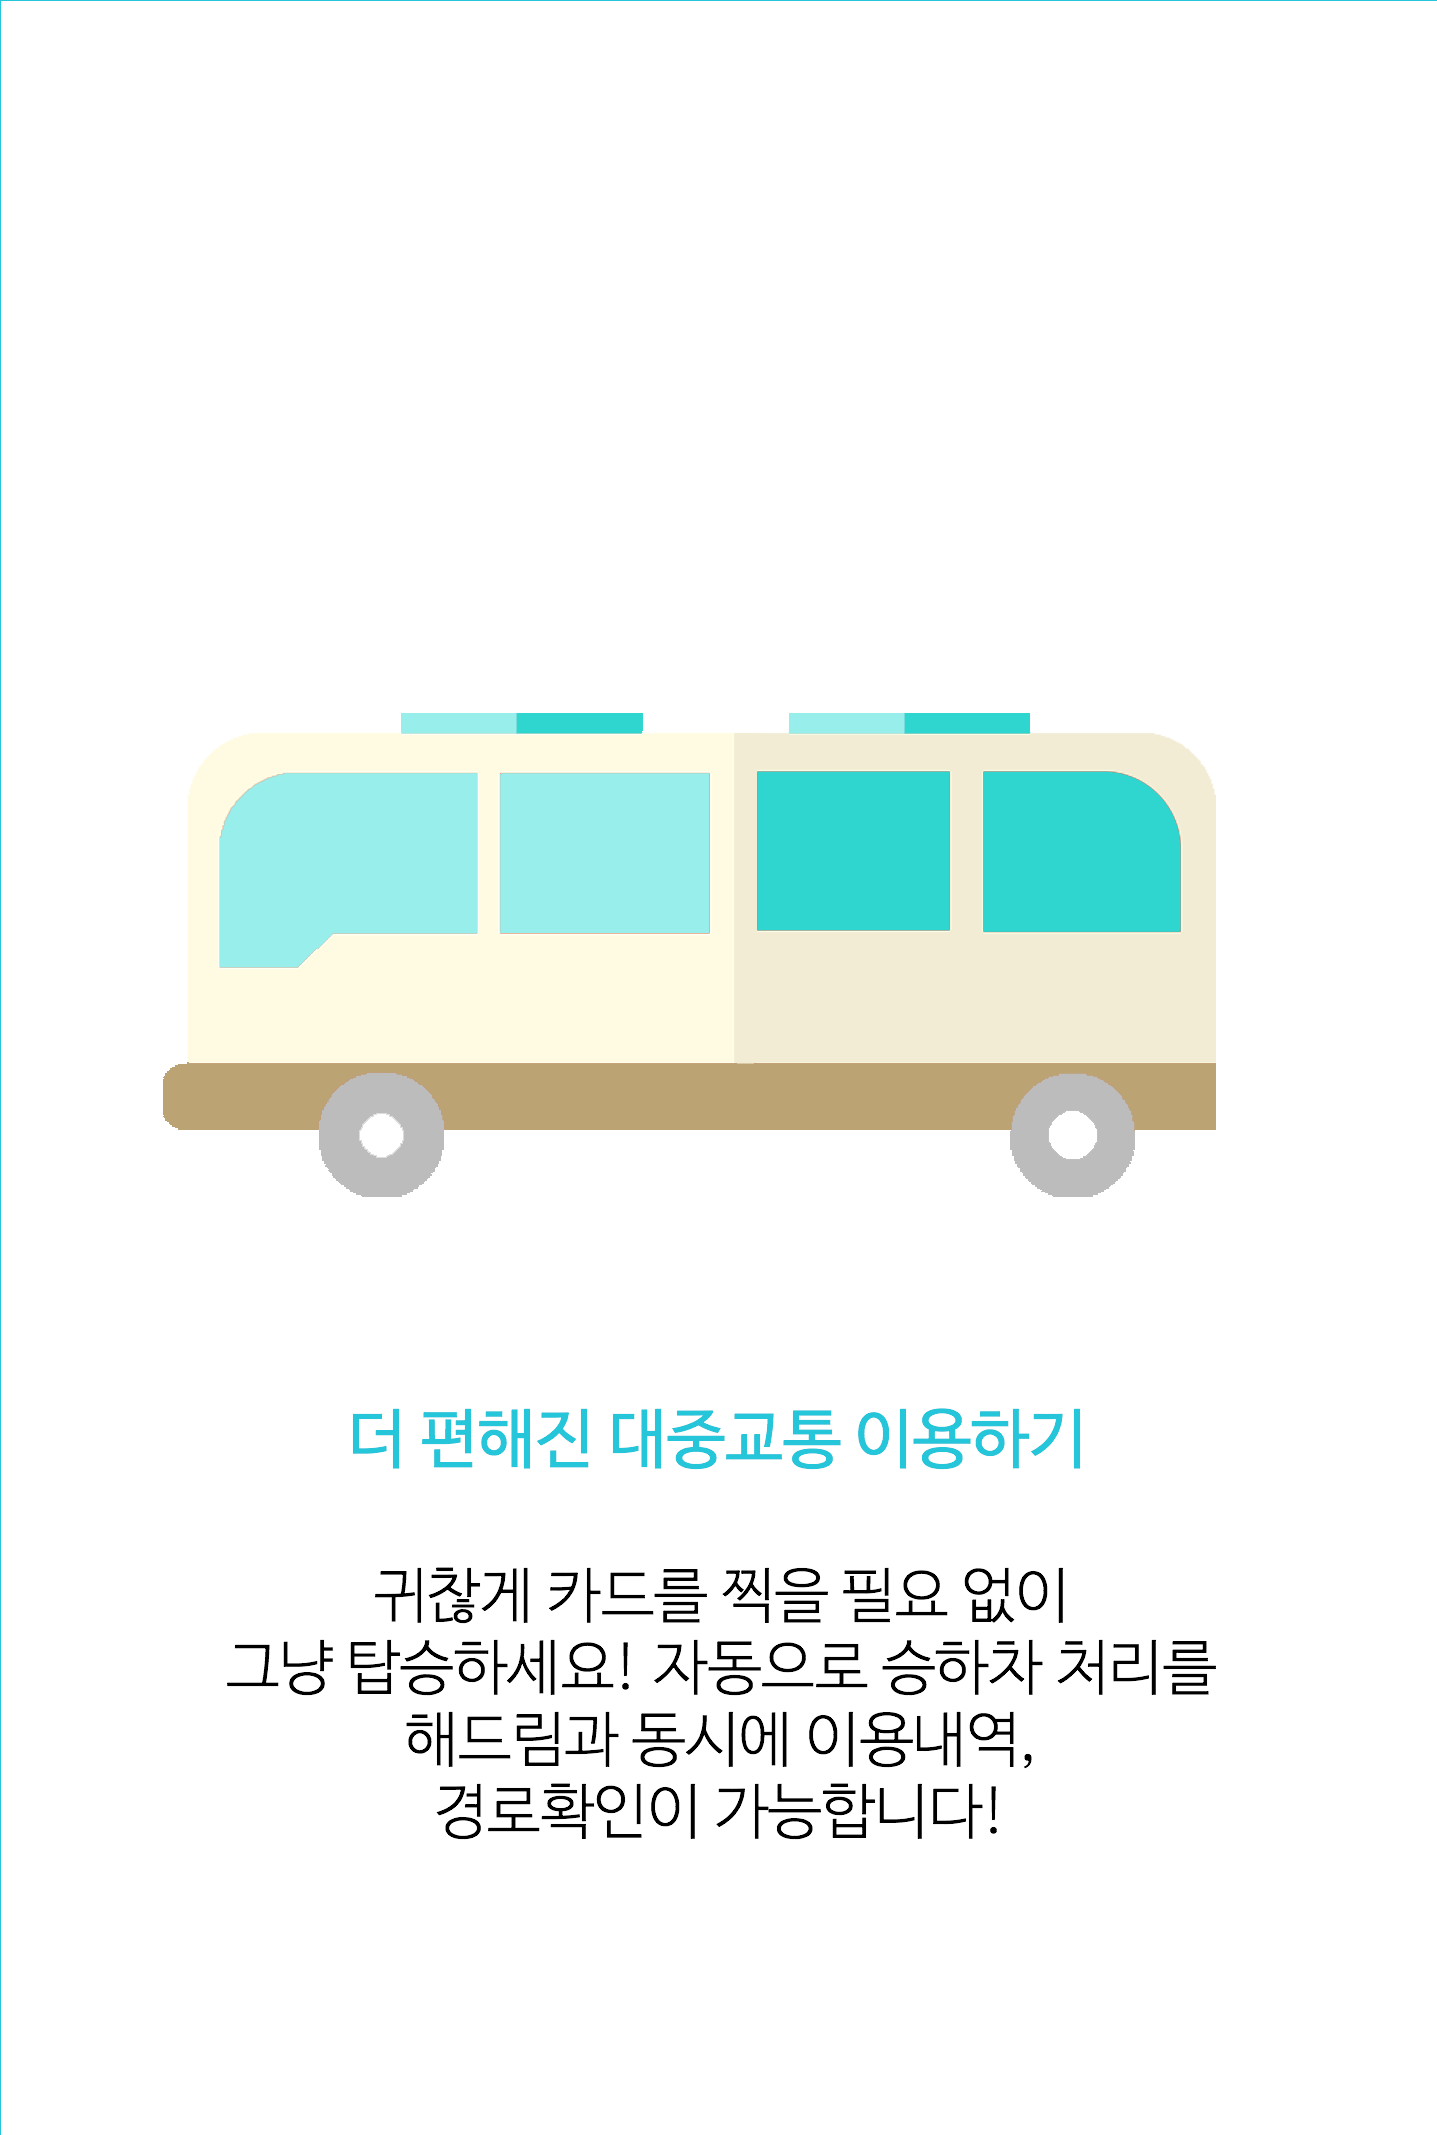 더 편해진 대중교통 이용하기
귀찮게 카드를 찍을 필요 없이
그냥 탑승하세요! 자동으로 승하차 처리를
해드림과 동시에 이용내역,
경로확인이 가능합니다!